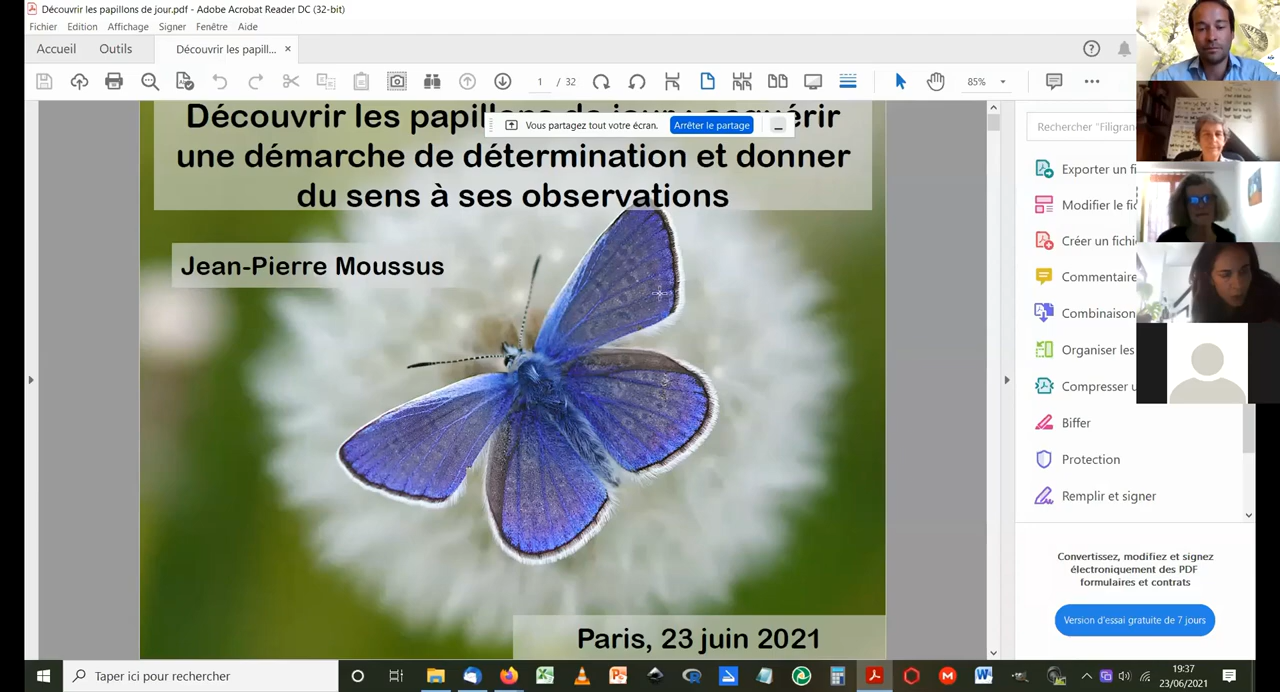 Découvrir les papillons de jour.pdf - Adobe Acrobat Reader DC (32-bit)
Fichier Edition Affichage Signer Fenêtre Aide
Accueil Outils Découvrir les papill... ×
1 / 32 85%
Découvrir les
érir
Vous partagez tout votre écran. Arrêter le partage
une démarche de détermination et donner
du sens à ses observations
Jean-Pierre Moussus
Paris, 23 juin 2021
Rechercher "Filigran
Exporter un fi
Modifier le fic
Créer un fichi
Commentaire
Combinaison
Organiser les
Compresser u
Biffer
Protection
Remplir et signer
Convertissez, modifiez et signez
électroniquement des PDF
formulaires et contrats
Version d'essai gratuite de 7 jours
Taper ici pour rechercher
19:37
23/06/2021